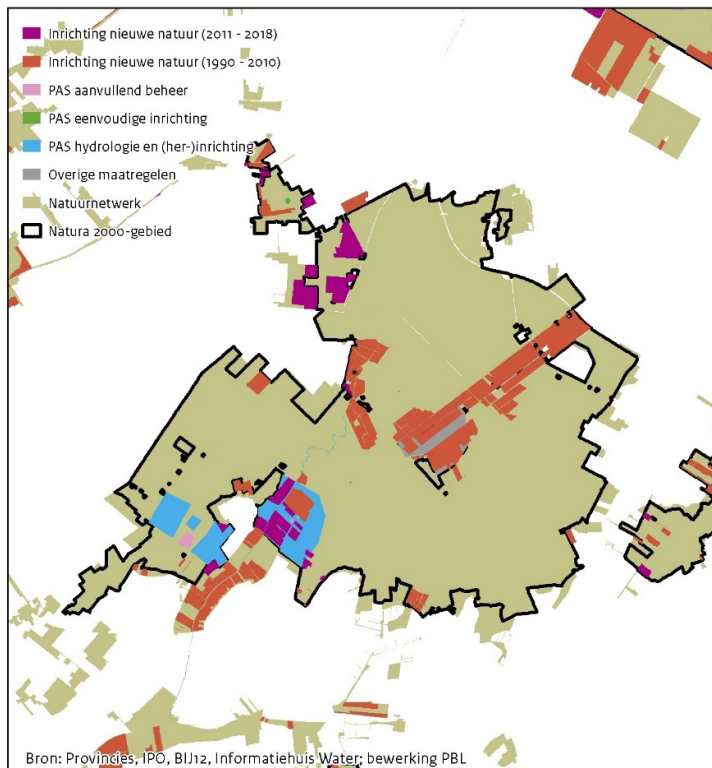 Inrichting nieuwe natuur (2011 - 2018)
Inrichting nieuwe natuur (1990 - 2010)
PAS aanvullend beheer
PAS eenvoudige inrichting
PAS hydrologie en (her-)inrichting
Overige maatregelen
Natuurnetwerk
Natura 2000-gebied
Bron: Provincies, IPO, BIJ12, Informatiehuis Water; bewerking PBL